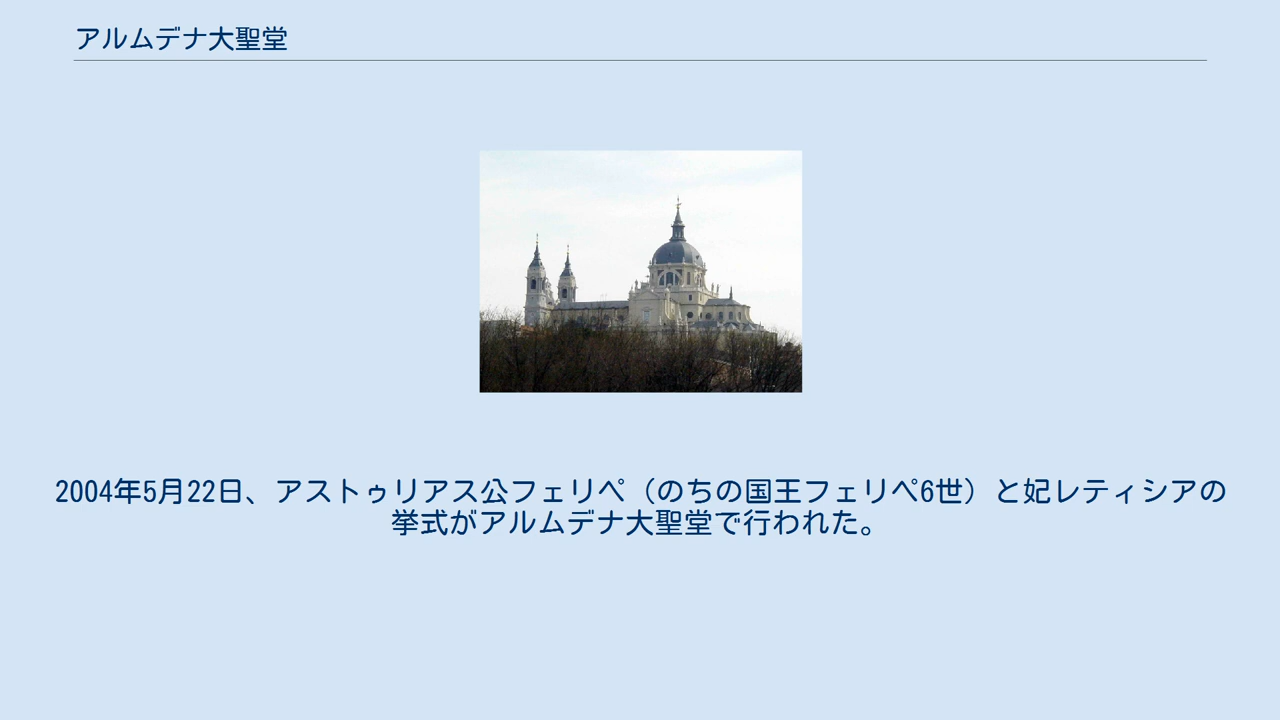 アルムデナ大聖堂
2004年5月22日、アストゥリアス公フェリペ（のちの国王フェリペ6世）と妃レティシアの
挙式がアルムデナ大聖堂で行われた。